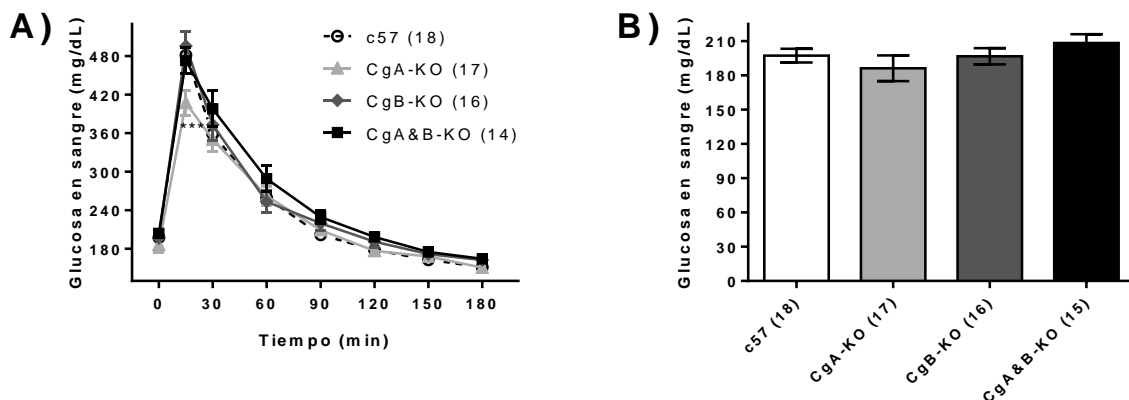 A)
Glucosa en sangre (mg/dL)
480
420
360
300
240
180
***
c57 (18)
CgA-KO (17)
CgB-KO (16)
CgA&B-KO (14)
0 30 60 90 120 150 180
Tiempo (min)
B)
Glucosa en sangre (mg/dL)
210
180
150
120
90
60
30
0
c57 (18)
CgA-KO (17)
CgB-KO (16)
CgA&B-KO (15)